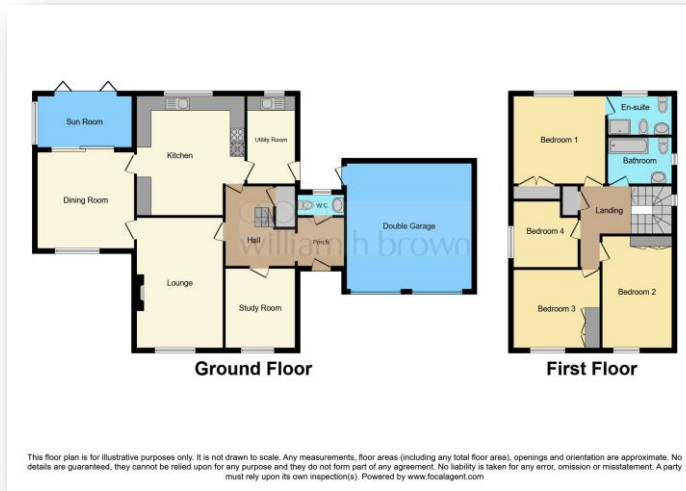 Sun Room
Kitchen
Utility Room
Dining Room
W.C.
Hall
Porch
Double Garage
william h brown
Lounge
Study Room
Ground Floor
En-suite
Bedroom 1
Bathroom
Landing
Bedroom 4
Bedroom 2
Bedroom 3
First Floor
This floor plan is for illustrative purposes only. It is not drawn to scale. Any measurements, floor areas (including any total floor area), openings and orientation are approximate. No
details are guaranteed, they cannot be relied upon for any purpose and they do not form part of any agreement. No liability is taken for any error, omission or misstatement. A party
must rely upon its own inspection(s). Powered by www.focalagent.com